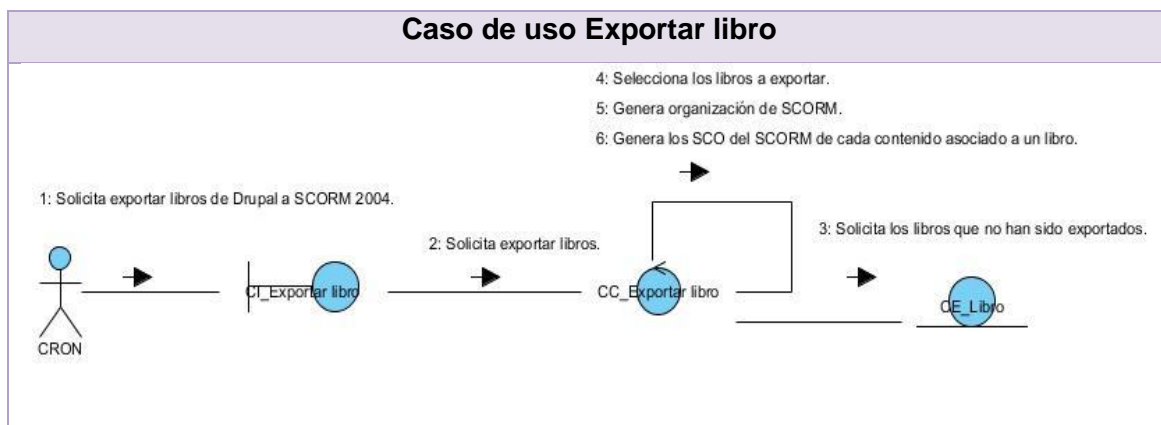 Caso de uso Exportar libro
4: Selecciona los libros a exportar.
5: Genera organización de SCORM.
6: Genera los SCO del SCORM de cada contenido asociado a un libro.
1: Solicita exportar libros de Drupal a SCORM 2004.
2: Solicita exportar libros.
3: Solicita los libros que no han sido exportados.
CI_Exportar libro
CC_Exportar libro
CE_Libro
CRON